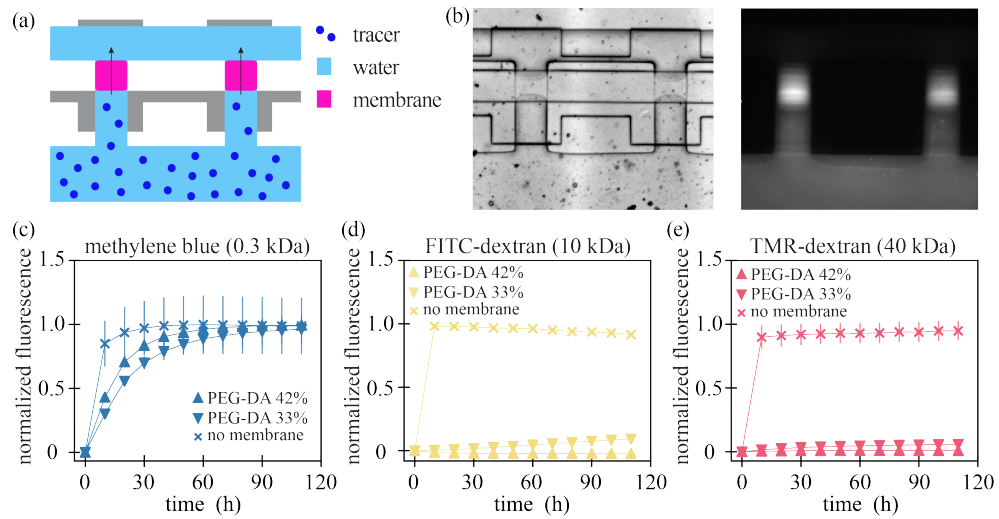 (a)
tracer
water
membrane
(b)
(c)
methylene blue (0.3 kDa)
normalized fluorescence
1.5
1.0
0.5
0
PEG-DA 42%
PEG-DA 33%
no membrane
0 30 60 90 120
time (h)
(d)
FITC-dextran (10 kDa)
normalized fluorescence
1.5
1.0
0.5
0
PEG-DA 42%
PEG-DA 33%
no membrane
0 30 60 90 120
time (h)
(e)
TMR-dextran (40 kDa)
normalized fluorescence
1.5
1.0
0.5
0
PEG-DA 42%
PEG-DA 33%
no membrane
0 30 60 90 120
time (h)